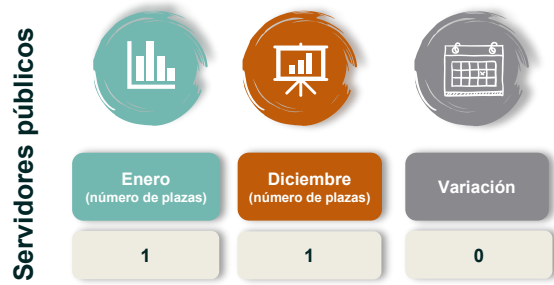 Servidores públicos
Enero
(número de plazas)
Diciembre
(número de plazas)
Variación
1
1
0